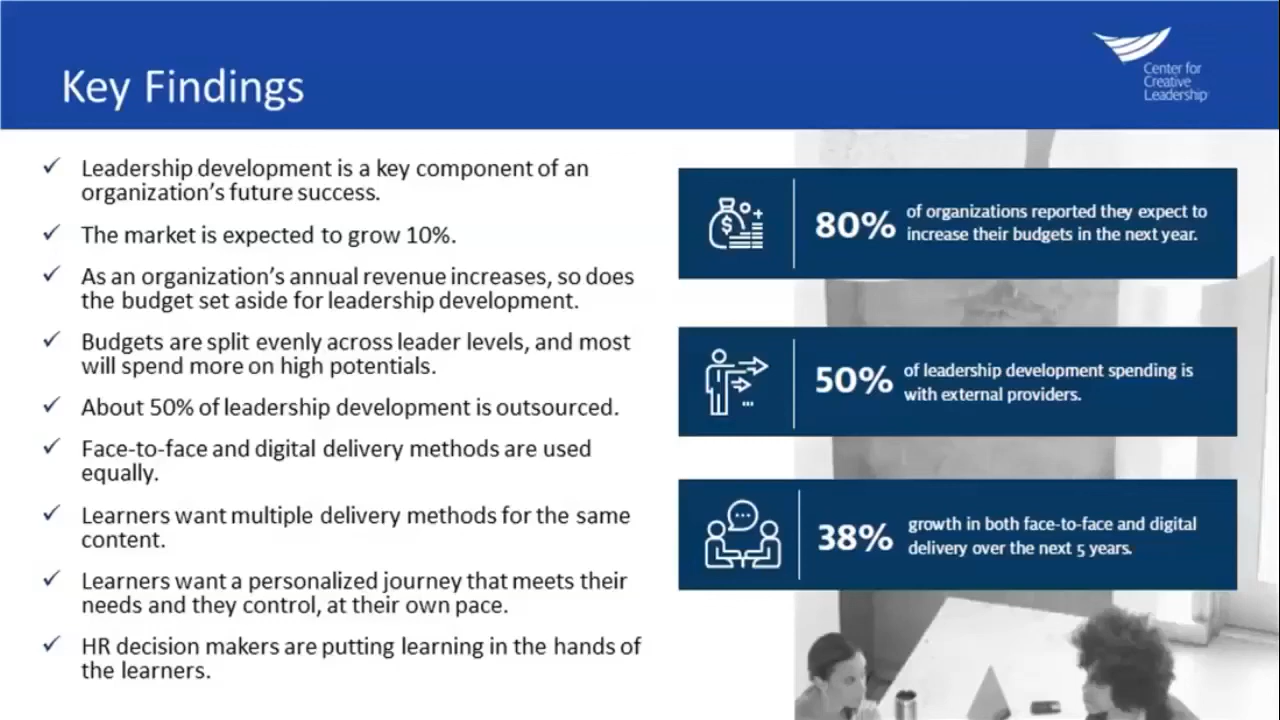 Key Findings
Center for
Creative
Leadership
Leadership development is a key component of an
organization's future success.
The market is expected to grow 10%.
As an organization's annual revenue increases, so does
the budget set aside for leadership development.
Budgets are split evenly across leader levels, and most
will spend more on high potentials.
About 50% of leadership development is outsourced.
Face-to-face and digital delivery methods are used
equally.
Learners want multiple delivery methods for the same
content.
Learners want a personalized journey that meets their
needs and they control, at their own pace.
HR decision makers are putting learning in the hands of
the learners.
80% of organizations reported they expect to
increase their budgets in the next year.
50% of leadership development spending is
with external providers.
38% growth in both face-to-face and digital
delivery over the next 5 years.